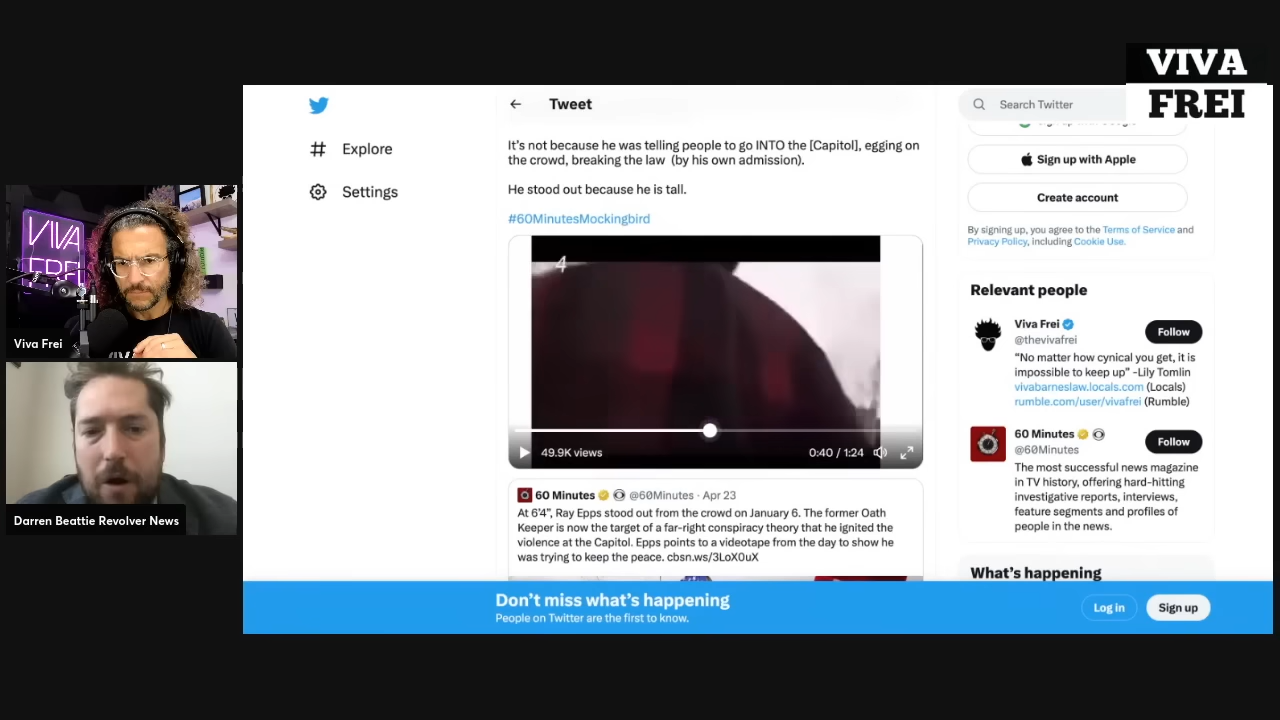 VIVA
FREI
Tweet
Search Twitter
Explore
Settings
It's not because he was telling people to go INTO the [Capitol], egging on
the crowd, breaking the law (by his own admission).
He stood out because he is tall.
#60MinutesMockingbird
4
49.9K views
0:40 / 1:24
60 Minutes @60Minutes · Apr 23
At 6'4", Ray Epps stood out from the crowd on January 6. The former Oath
Keeper is now the target of a far-right conspiracy theory that he ignited the
violence at the Capitol. Epps points to a videotape from the day to show he
was trying to keep the peace. cbsn.ws/3LoX0uX
Sign up with Apple
Create account
By signing up, you agree to the Terms of Service and
Privacy Policy, including Cookie Use.
Relevant people
Viva Frei
@thevivafrei
Follow
“No matter how cynical you get, it is
impossible to keep up” -Lily Tomlin
vivabarneslaw.locals.com (Locals)
rumble.com/user/vivafrei (Rumble)
60 Minutes
@60Minutes
Follow
The most successful news magazine
in TV history, offering hard-hitting
investigative reports, interviews,
feature segments and profiles of
people in the news.
What's happening
Don't miss what's happening
People on Twitter are the first to know.
Log in
Sign up
VIVA
FREI
Viva Frei
Darren Beattie Revolver News